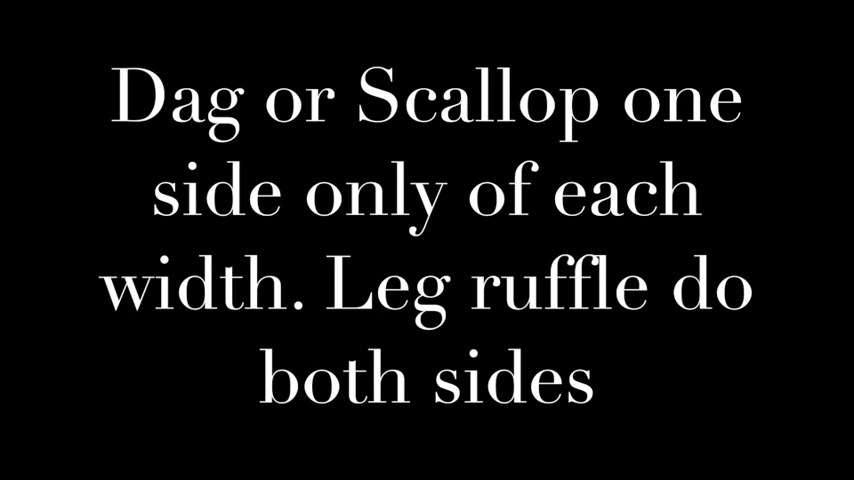 Dag or Scallop one
side only of each
width. Leg ruffle do
both sides